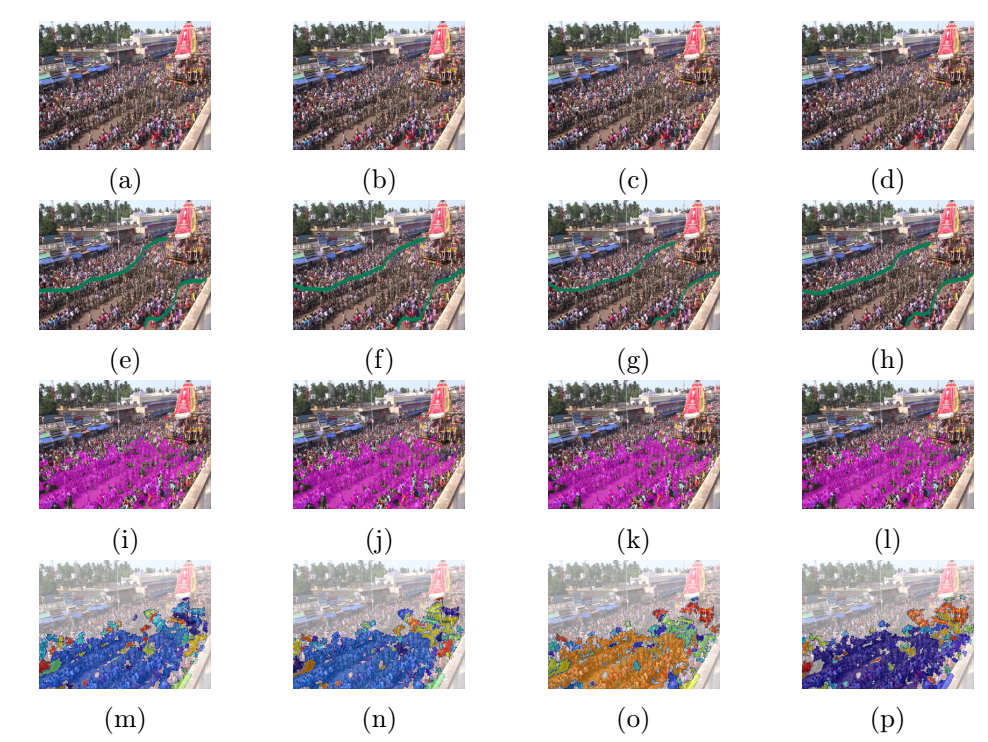 (a) (b) (c) (d)
(e) (f) (g) (h)
(i) (j) (k) (l)
(m) (n) (o) (p)